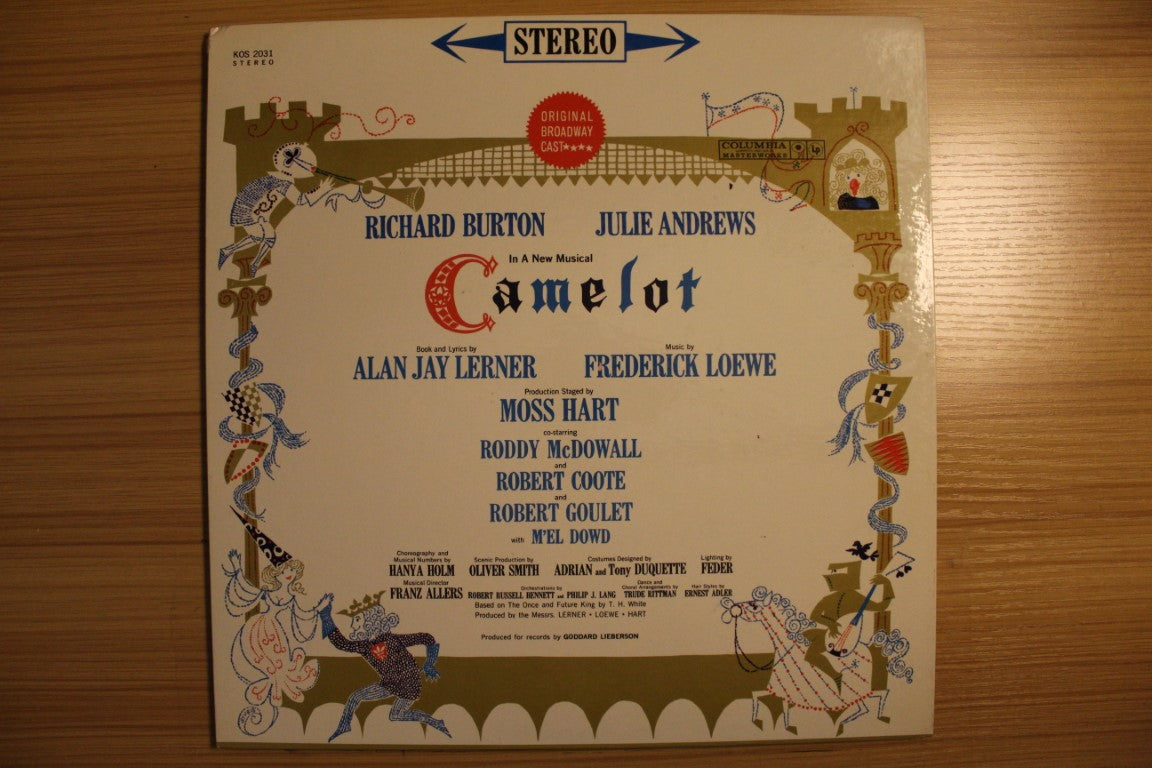 STEREO
KOS 2031
STEREO
ORIGINAL
BROADWAY
CAST★★★★
COLUMBIA
MASTERWORKS
LP
RICHARD BURTON JULIE ANDREWS
In A New Musical
Camelot
Book and Lyrics by Music by
ALAN JAY LERNER FREDERICK LOEWE
Production Staged by
MOSS HART
co-starring
RODDY McDOWALL
and
ROBERT COOTE
and
ROBERT GOULET
with M'EL DOWD
Choreography and
Musical Numbers by Scenic Production by Costumes Designed by Lighting by
HANYA HOLM OLIVER SMITH ADRIAN and Tony DUQUETTE FEDER
Musical Director Orchestrations by Dance and Choral Arrangements by Hair Styles by
FRANZ ALLERS ROBERT RUSSELL BENNETT and PHILIP J. LANG TRUDE RITTMAN ERNEST ADLER
Based on The Once and Future King by T. H. White
Produced by the Messrs. LERNER • LOEWE • HART
Produced for records by GODDARD LIEBERSON